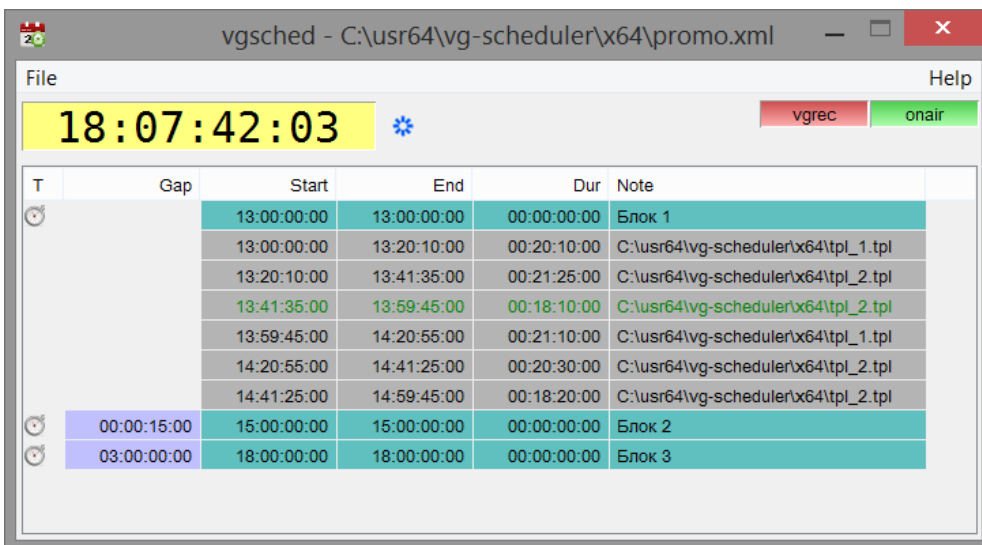 vgsched - C:\usr64\vg-scheduler\x64\promo.xml
File Help
18:07:42:03 vgrec onair
T Gap Start End Dur Note
13:00:00:00 13:00:00:00 00:00:00:00 Блок 1
13:00:00:00 13:20:10:00 00:20:10:00 C:\usr64\vg-scheduler\x64\tpl_1.tpl
13:20:10:00 13:41:35:00 00:21:25:00 C:\usr64\vg-scheduler\x64\tpl_2.tpl
13:41:35:00 13:59:45:00 00:18:10:00 C:\usr64\vg-scheduler\x64\tpl_2.tpl
13:59:45:00 14:20:55:00 00:21:10:00 C:\usr64\vg-scheduler\x64\tpl_1.tpl
14:20:55:00 14:41:25:00 00:20:30:00 C:\usr64\vg-scheduler\x64\tpl_2.tpl
14:41:25:00 14:59:45:00 00:18:20:00 C:\usr64\vg-scheduler\x64\tpl_2.tpl
00:00:15:00 15:00:00:00 15:00:00:00 00:00:00:00 Блок 2
03:00:00:00 18:00:00:00 18:00:00:00 00:00:00:00 Блок 3